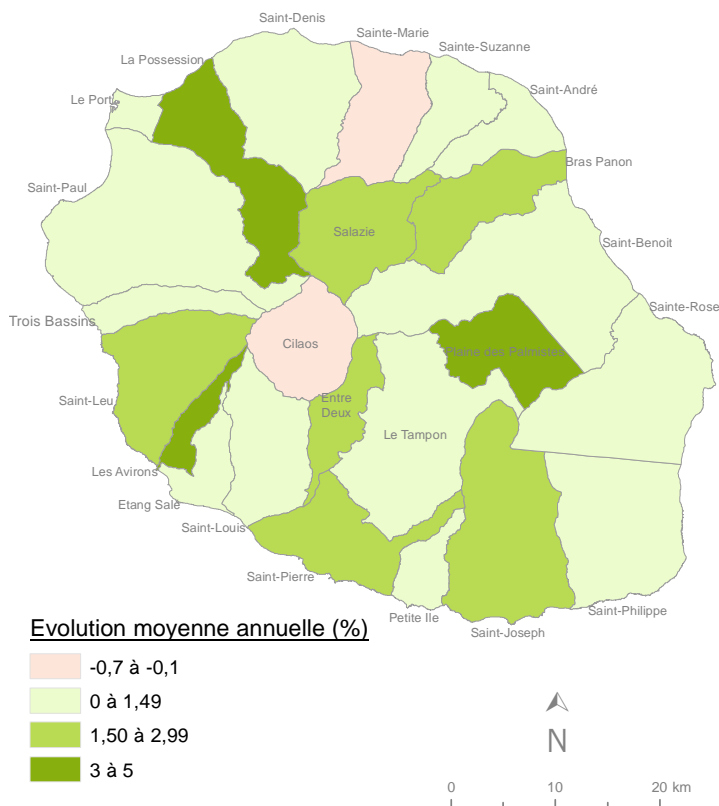 Saint-Denis
Sainte-Marie
Sainte-Suzanne
La Possession
Saint-André
Le Port
Bras Panon
Saint-Paul
Salazie
Saint-Benoit
Sainte-Rose
Trois Bassins
Cilaos
Plaine des Palmistes
Saint-Leu
Entre
Deux
Le Tampon
Les Avirons
Etang Salé
Saint-Louis
Saint-Pierre
Petite Ile
Saint-Philippe
Saint-Joseph
Evolution moyenne annuelle (%)
-0,7 à -0,1
0 à 1,49
1,50 à 2,99
3 à 5
N
0 10 20 km